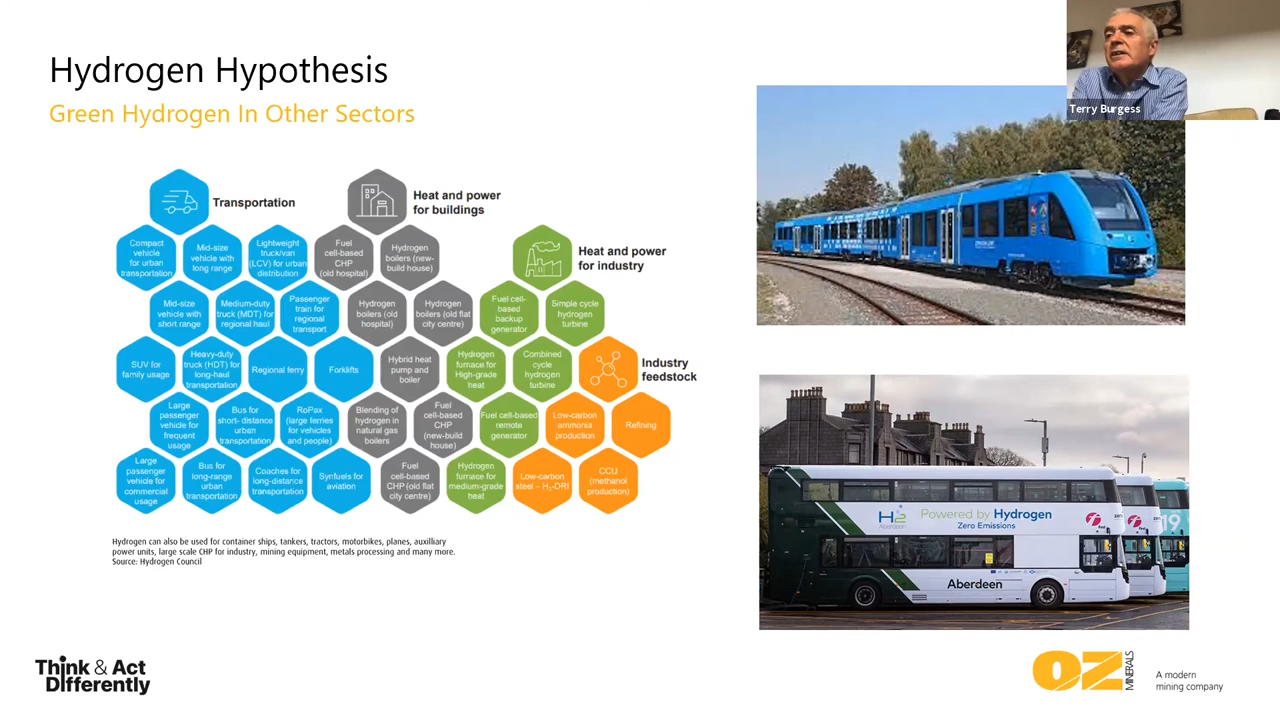 Hydrogen Hypothesis
Green Hydrogen In Other Sectors
Terry Burgess
Transportation
Heat and power
for buildings
Heat and power
for industry
Industry
feedstock
Compact
vehicle
for urban
transportation
Mid-size
vehicle with
long range
Lightweight
truck/van
(LCV) for urban
distribution
Fuel
cell-based
CHP
(old hospital)
Hydrogen
boilers (new-
build house)
Mid-size
vehicle with
short range
Medium-duty
truck (MDT) for
regional haul
Passenger
train for
regional
transport
Hydrogen
boilers (old
hospital)
Hydrogen
boilers (old flat
city centre)
Fuel cell-
based
backup
generator
Simple cycle
hydrogen
turbine
SUV for
family usage
Heavy-duty
truck (HDT) for
long-haul
transportation
Regional ferry
Forklifts
Hybrid heat
pump and
boiler
Hydrogen
furnace for
High-grade
heat
Combined
cycle
hydrogen
turbine
Large
passenger
vehicle for
frequent
usage
Bus for
short- distance
urban
transportation
RoPax
(large ferries
for vehicles
and people)
Blending of
hydrogen in
natural gas
boilers
Fuel
cell-based
CHP
(new-build
house)
Fuel cell-based
remote
generator
Low-carbon
ammonia
production
Refining
Large
passenger
vehicle for
commercial
usage
Bus for
long-range
urban
transportation
Coaches for
long-distance
transportation
Synfuels for
aviation
Fuel
cell-based
CHP (old flat
city centre)
Hydrogen
furnace for
medium-grade
heat
Low-carbon
steel – H₂-DRI
CCU
(methanol
production)
Hydrogen can also be used for container ships, tankers, tractors, motorbikes, planes, auxilliary
power units, large scale CHP for industry, mining equipment, metals processing and many more.
Source: Hydrogen Council
H2
Aberdeen
Powered by Hydrogen
Zero Emissions
Aberdeen
19
Think & Act
Differently
OZ
MINERALS
A modern
mining company